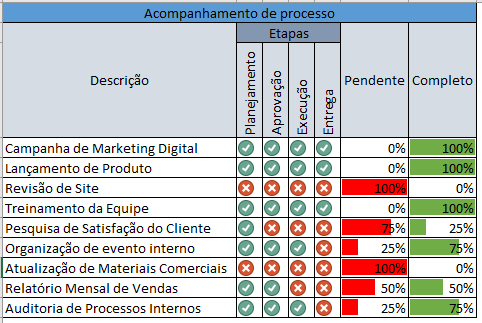 Acompanhamento de processo
Etapas
Descrição Planejamento Aprovação Execução Entrega Pendente Completo
Campanha de Marketing Digital 0% 100%
Lançamento de Produto 0% 100%
Revisão de Site 100% 0%
Treinamento da Equipe 0% 100%
Pesquisa de Satisfação do Cliente 75% 25%
Organização de evento interno 25% 75%
Atualização de Materiais Comerciais 100% 0%
Relatório Mensal de Vendas 50% 50%
Auditoria de Processos Internos 25% 75%